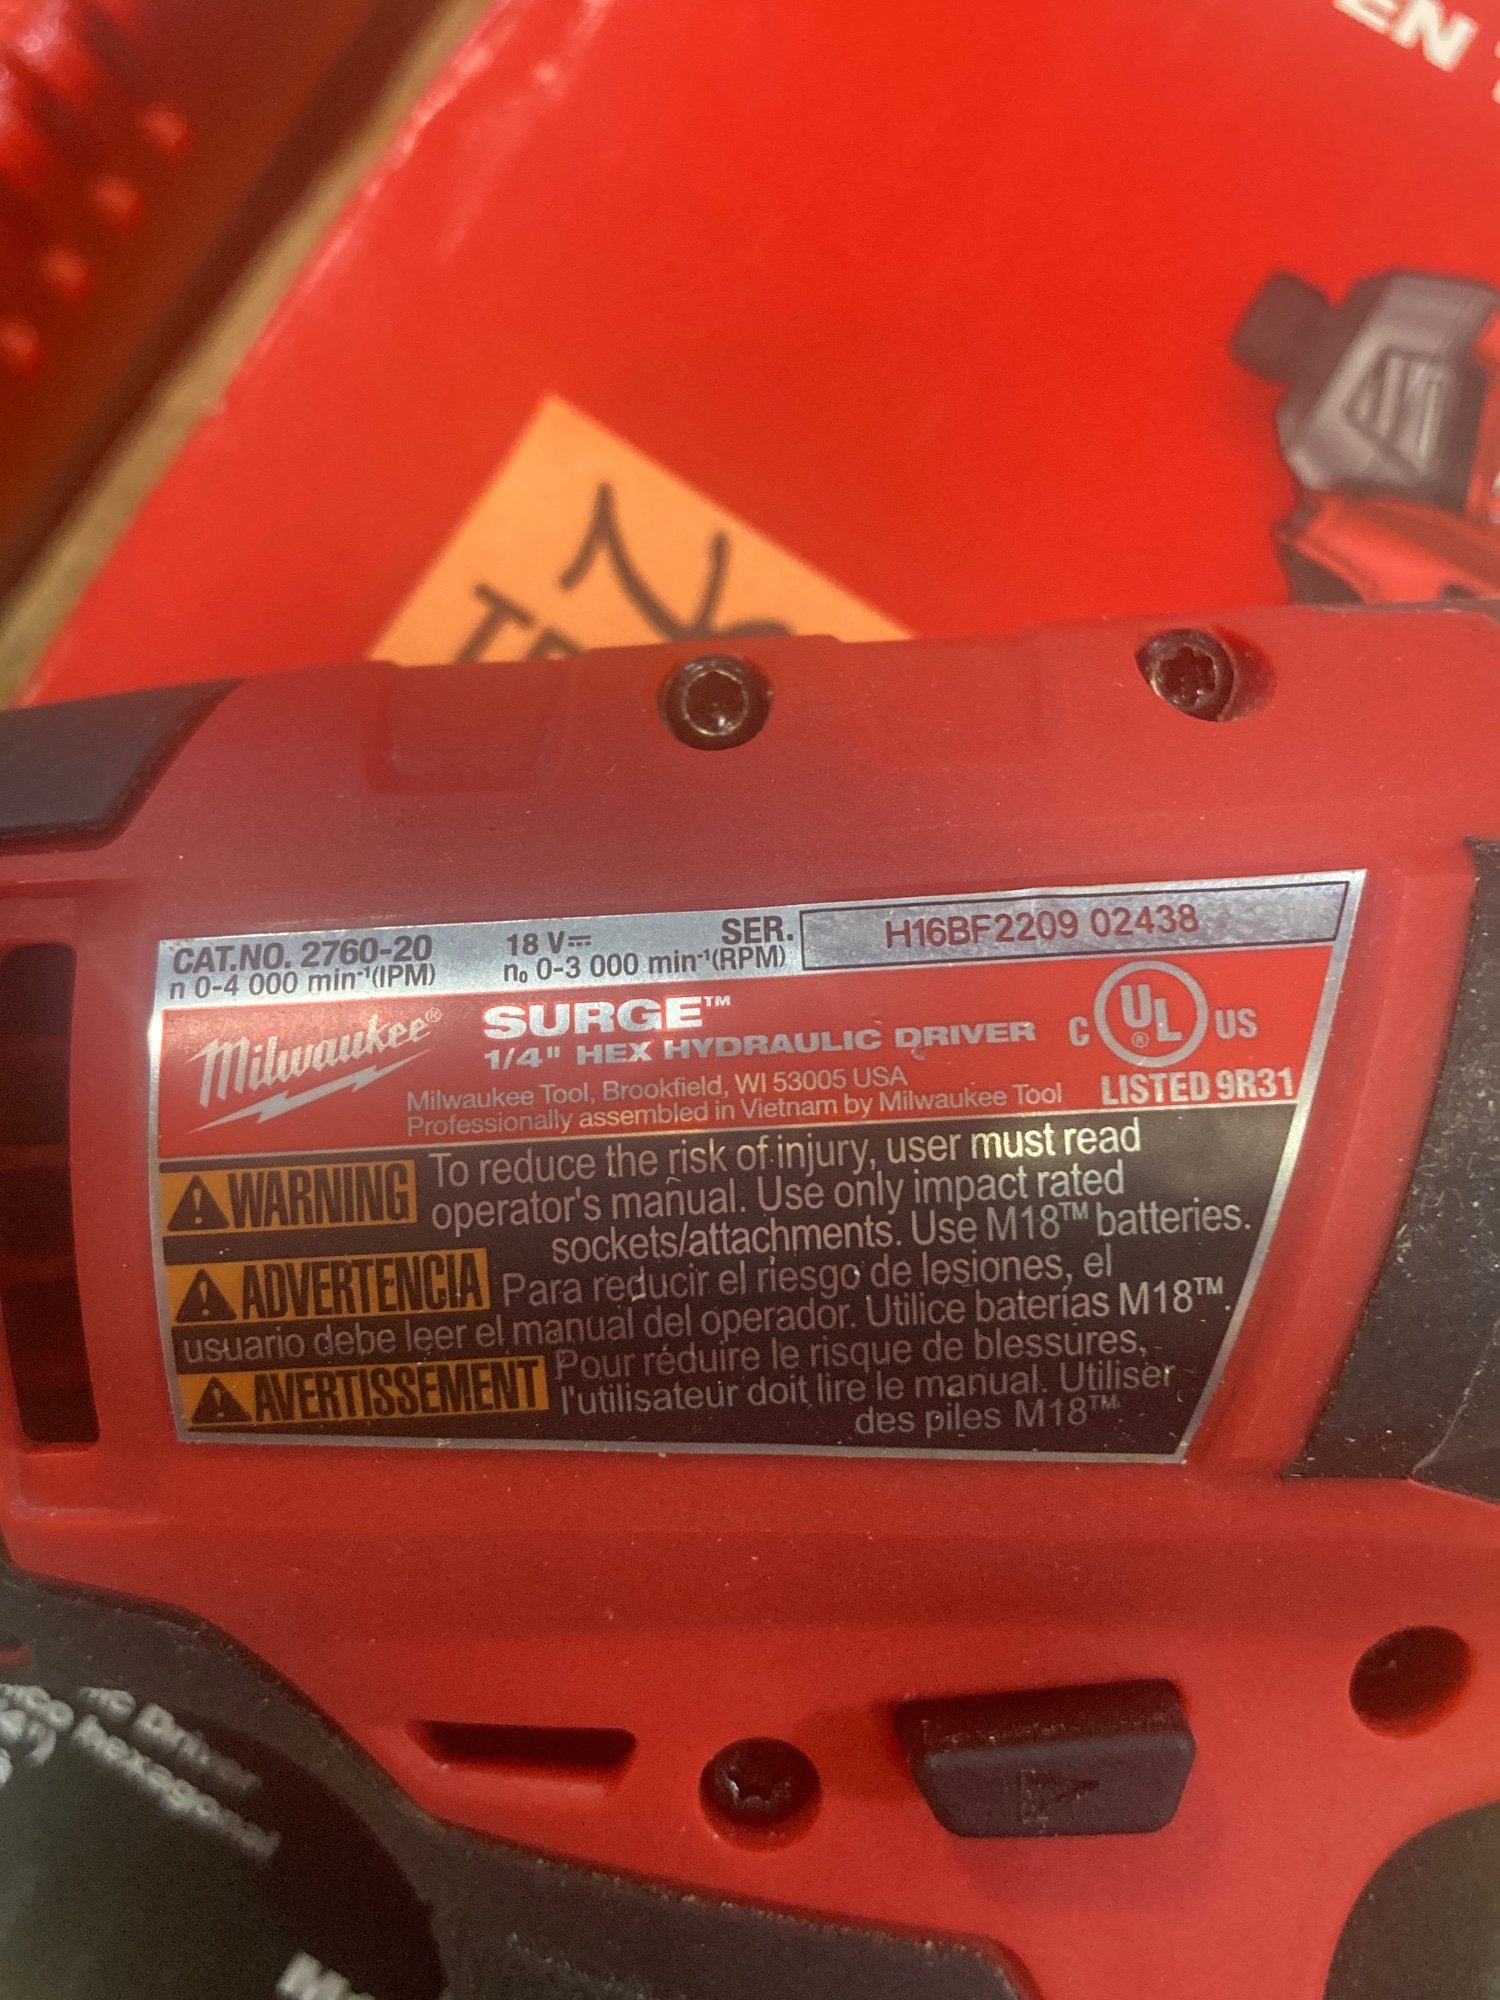 EN
CAT.NO. 2760-20 18 V⎓ SER. H16BF2209 02438
n 0-4 000 min⁻¹(IPM) n₀ 0-3 000 min⁻¹(RPM)
Milwaukee® SURGE™
1/4" HEX HYDRAULIC DRIVER
C UL® US
LISTED 9R31
Milwaukee Tool, Brookfield, WI 53005 USA
Professionally assembled in Vietnam by Milwaukee Tool
WARNING To reduce the risk of injury, user must read
operator's manual. Use only impact rated
sockets/attachments. Use M18™ batteries.
ADVERTENCIA Para reducir el riesgo de lesiones, el
usuario debe leer el manual del operador. Utilice baterías M18™.
AVERTISSEMENT Pour réduire le risque de blessures,
l'utilisateur doit lire le manual. Utiliser
des piles M18™.
hexagonal